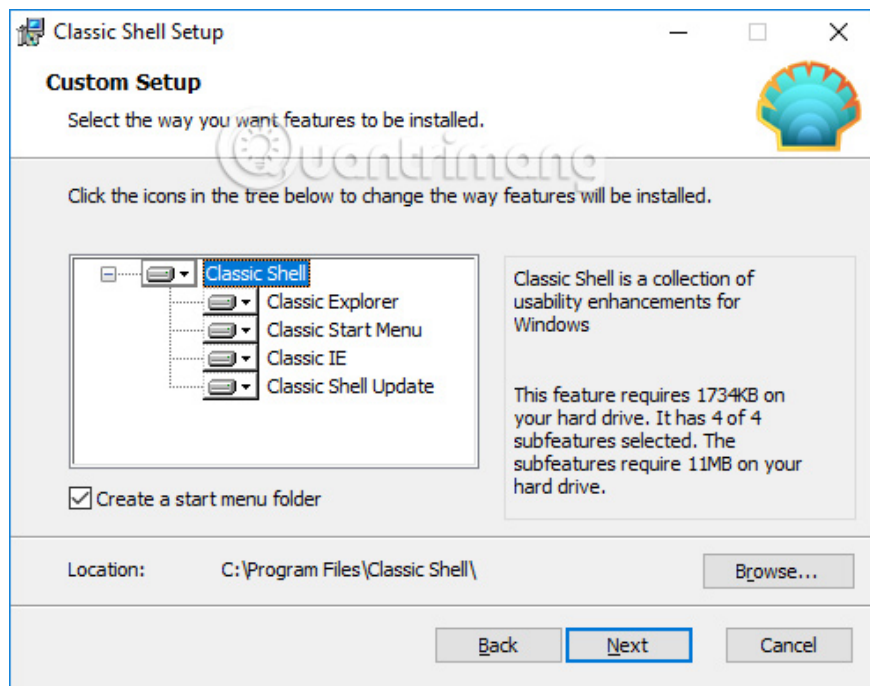 Classic Shell Setup
Custom Setup
Select the way you want features to be installed.
Quantrimang
Click the icons in the tree below to change the way features will be installed.
Classic Shell
Classic Explorer
Classic Start Menu
Classic IE
Classic Shell Update
Classic Shell is a collection of
usability enhancements for
Windows
This feature requires 1734KB on
your hard drive. It has 4 of 4
subfeatures selected. The
subfeatures require 11MB on your
hard drive.
Create a start menu folder
Location: C:\Program Files\Classic Shell\
Browse...
Back Next Cancel